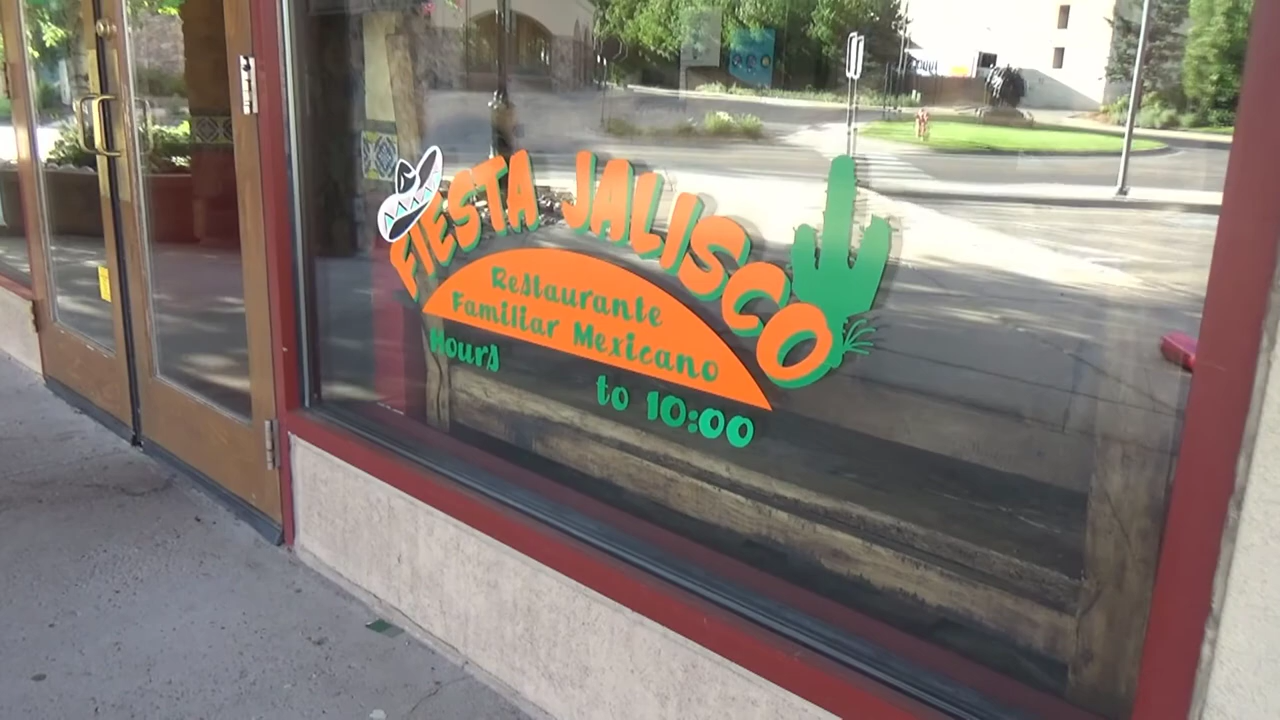 FIESTA JALISCO
Restaurante
Familiar Mexicano
Hours
to 10:00